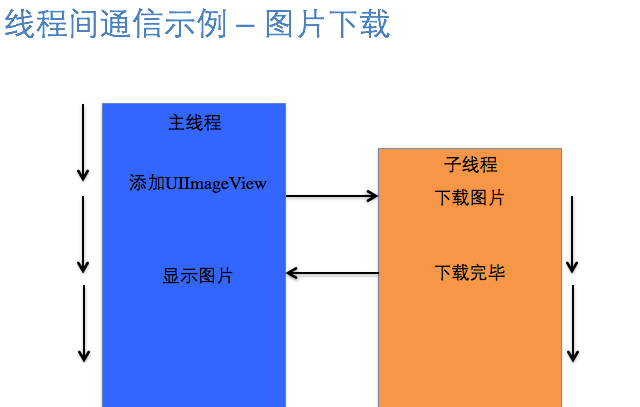 线程间通信示例 – 图片下载
主线程
添加UIImageView
显示图片
子线程
下载图片
下载完毕